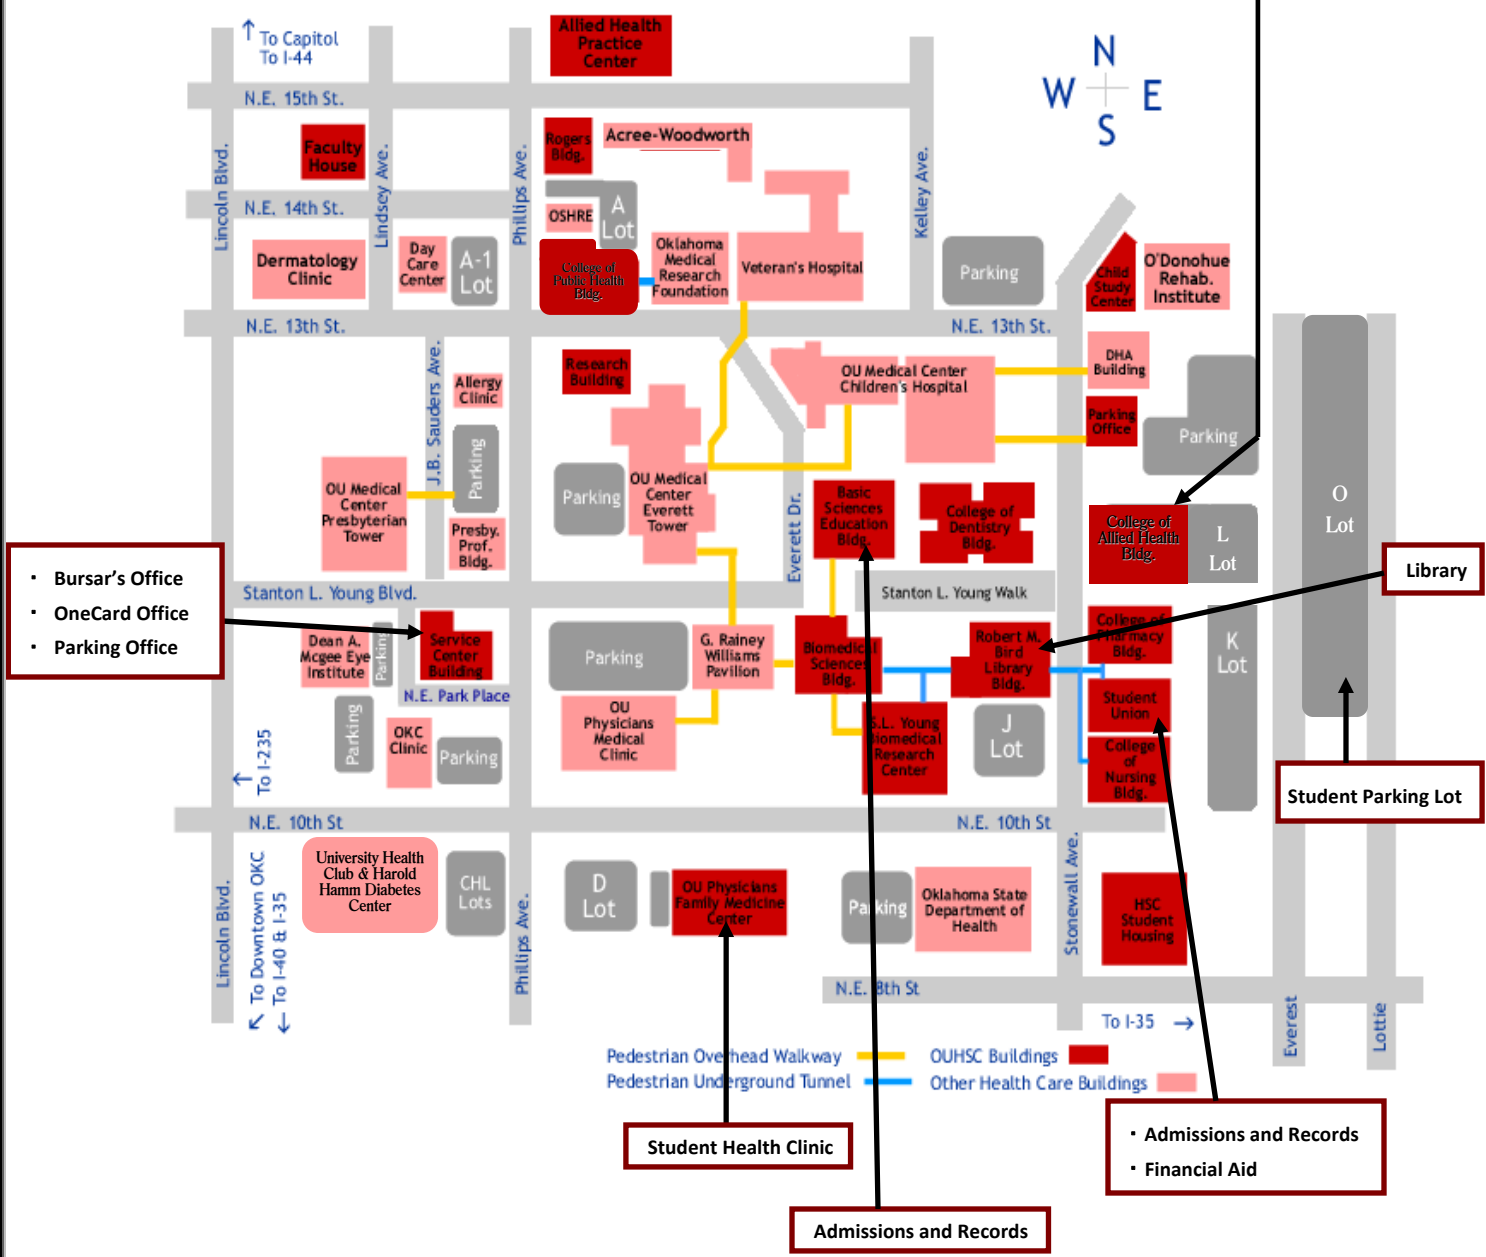 To Capitol
To I-44
Allied Health
Practice
Center
N
W
E
S
N.E. 15th St.
Lincoln Blvd.
Faculty
House
Lindsey Ave.
Phillips Ave.
Rogers
Bldg.
Acree-Woodworth
Kelley Ave.
N.E. 14th St.
OSHRE
A
Lot
Dermatology
Clinic
Day
Care
Center
A-1
Lot
College of
Public Health
Bldg.
Oklahoma
Medical
Research
Foundation
Veteran's Hospital
Parking
Child
Study
Center
O'Donohue
Rehab.
Institute
N.E. 13th St.
N.E. 13th St.
J.B. Sauders Ave.
Allergy
Clinic
Research
Building
OU Medical Center
Children's Hospital
DHA
Building
Parking
Office
Parking
Parking
OU Medical
Center
Presbyterian
Tower
Presby.
Prof.
Bldg.
Parking
OU Medical
Center
Everett
Tower
Everett Dr.
Basic
Sciences
Education
Bldg.
College of
Dentistry
Bldg.
College of
Allied Health
Bldg.
L
Lot
O
Lot
Library
· Bursar's Office
· OneCard Office
· Parking Office
Stanton L. Young Blvd.
Stanton L. Young Walk
Dean A.
Mcgee Eye
Institute
Parking
Service
Center
Building
N.E. Park Place
Parking
G. Rainey
Williams
Pavilion
Biomedical
Sciences
Bldg.
Robert M.
Bird
Library
Bldg.
College of
Pharmacy
Bldg.
K
Lot
Student
Union
Parking
OKC
Clinic
Parking
OU
Physicians
Medical
Clinic
S.L. Young
Biomedical
Research
Center
J
Lot
College
of
Nursing
Bldg.
To I-235
Student Parking Lot
N.E. 10th St
N.E. 10th St
Lincoln Blvd.
To Downtown OKC
To I-40 & I-35
University Health
Club & Harold
Hamm Diabetes
Center
CHL
Lots
Phillips Ave.
D
Lot
OU Physicians
Family Medicine
Center
Parking
Oklahoma State
Department of
Health
Stonewall Ave.
HSC
Student
Housing
N.E. 8th St
To I-35
Everest
Lottie
Pedestrian Overhead Walkway
OUHSC Buildings
Pedestrian Underground Tunnel
Other Health Care Buildings
Student Health Clinic
· Admissions and Records
· Financial Aid
Admissions and Records